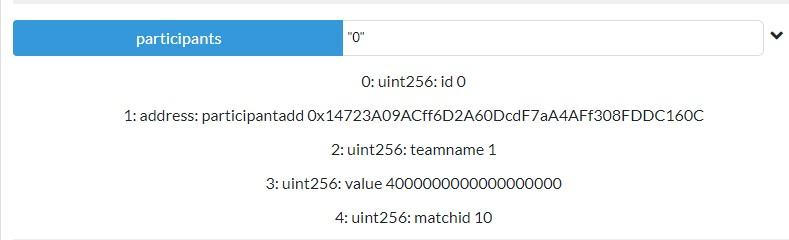 participants "0"
0: uint256: id 0
1: address: participantadd 0x14723A09ACff6D2A60DcdF7aA4AFf308FDDC160C
2: uint256: teamname 1
3: uint256: value 4000000000000000000
4: uint256: matchid 10